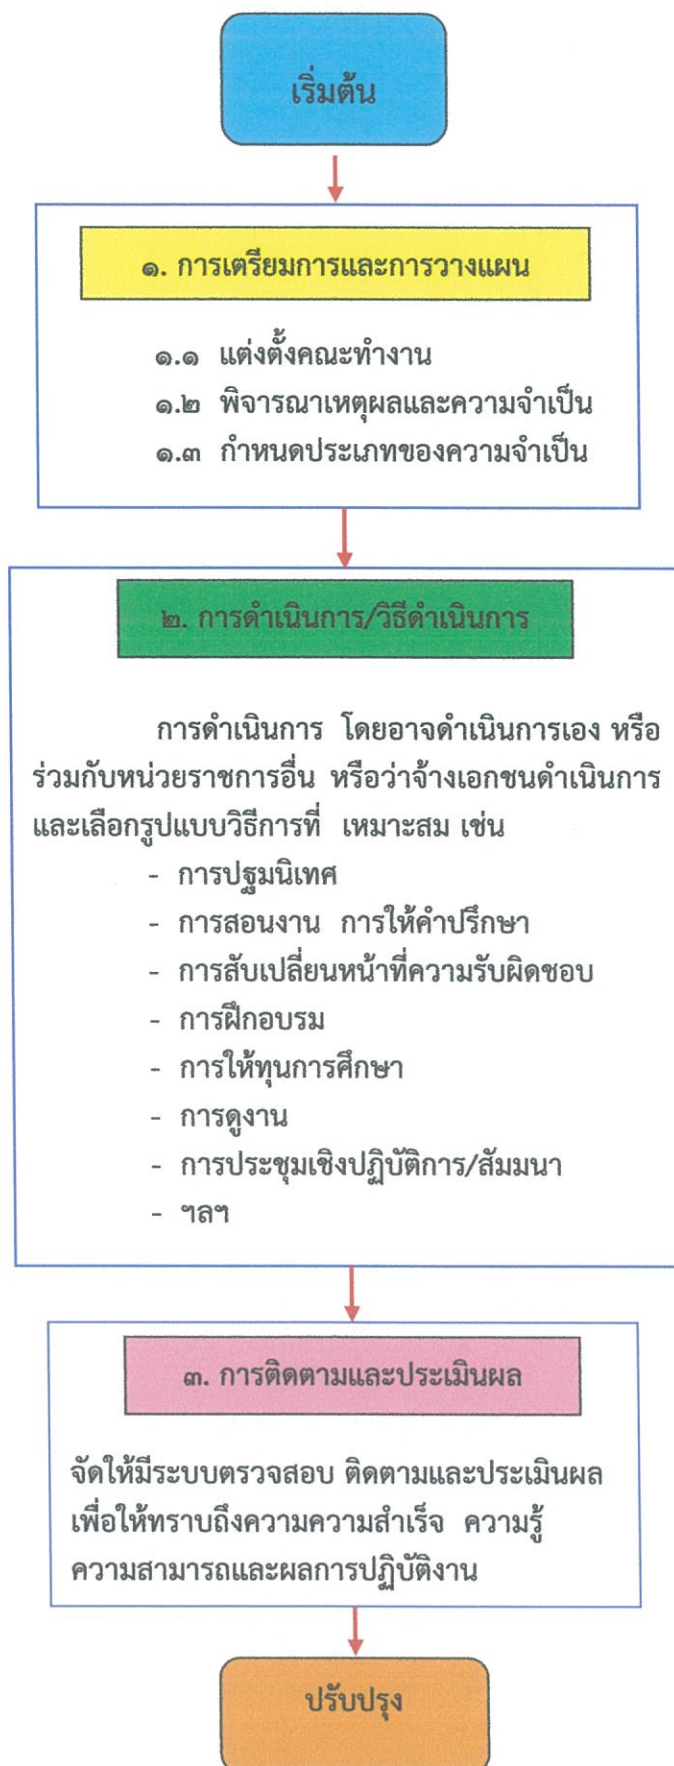 เริ่มต้น
๑. การเตรียมการและการวางแผน
๑.๑ แต่งตั้งคณะทำงาน
๑.๒ พิจารณาเหตุผลและความจำเป็น
๑.๓ กำหนดประเภทของความจำเป็น
๒. การดำเนินการ/วิธีดำเนินการ
การดำเนินการ โดยอาจดำเนินการเอง หรือ
ร่วมกับหน่วยราชการอื่น หรือว่าจ้างเอกชนดำเนินการ
และเลือกรูปแบบวิธีการที่ เหมาะสม เช่น
- การปฐมนิเทศ
- การสอนงาน การให้คำปรึกษา
- การสับเปลี่ยนหน้าที่ความรับผิดชอบ
- การฝึกอบรม
- การให้ทุนการศึกษา
- การดูงาน
- การประชุมเชิงปฏิบัติการ/สัมมนา
- ฯลฯ
๓. การติดตามและประเมินผล
จัดให้มีระบบตรวจสอบ ติดตามและประเมินผล
เพื่อให้ทราบถึงความความสำเร็จ ความรู้
ความสามารถและผลการปฏิบัติงาน
ปรับปรุง